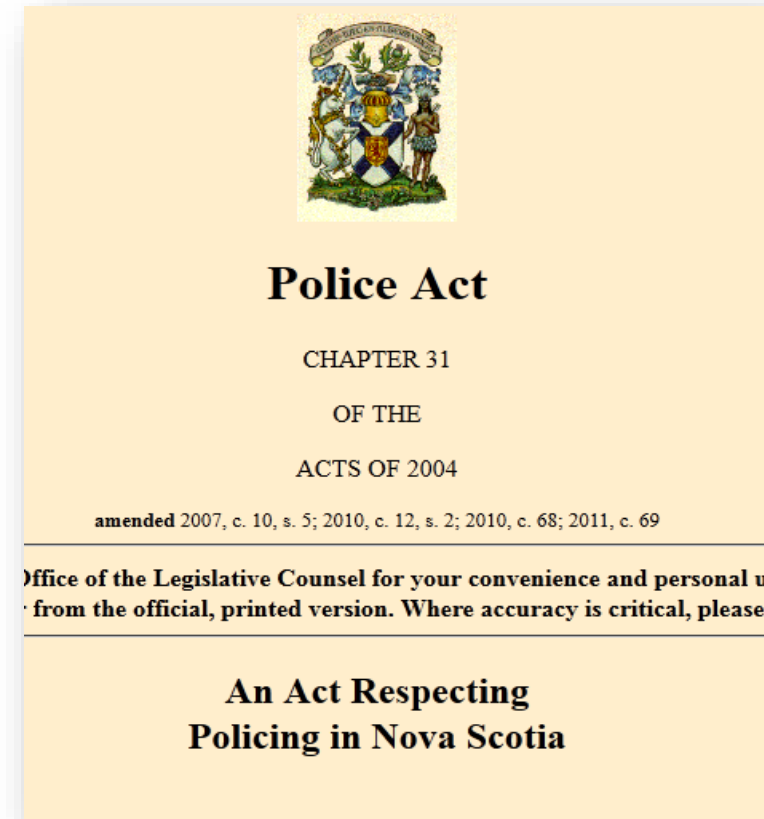 Police Act
CHAPTER 31
OF THE
ACTS OF 2004
amended 2007, c. 10, s. 5; 2010, c. 12, s. 2; 2010, c. 68; 2011, c. 69
Office of the Legislative Counsel for your convenience and personal u
from the official, printed version. Where accuracy is critical, please
An Act Respecting
Policing in Nova Scotia